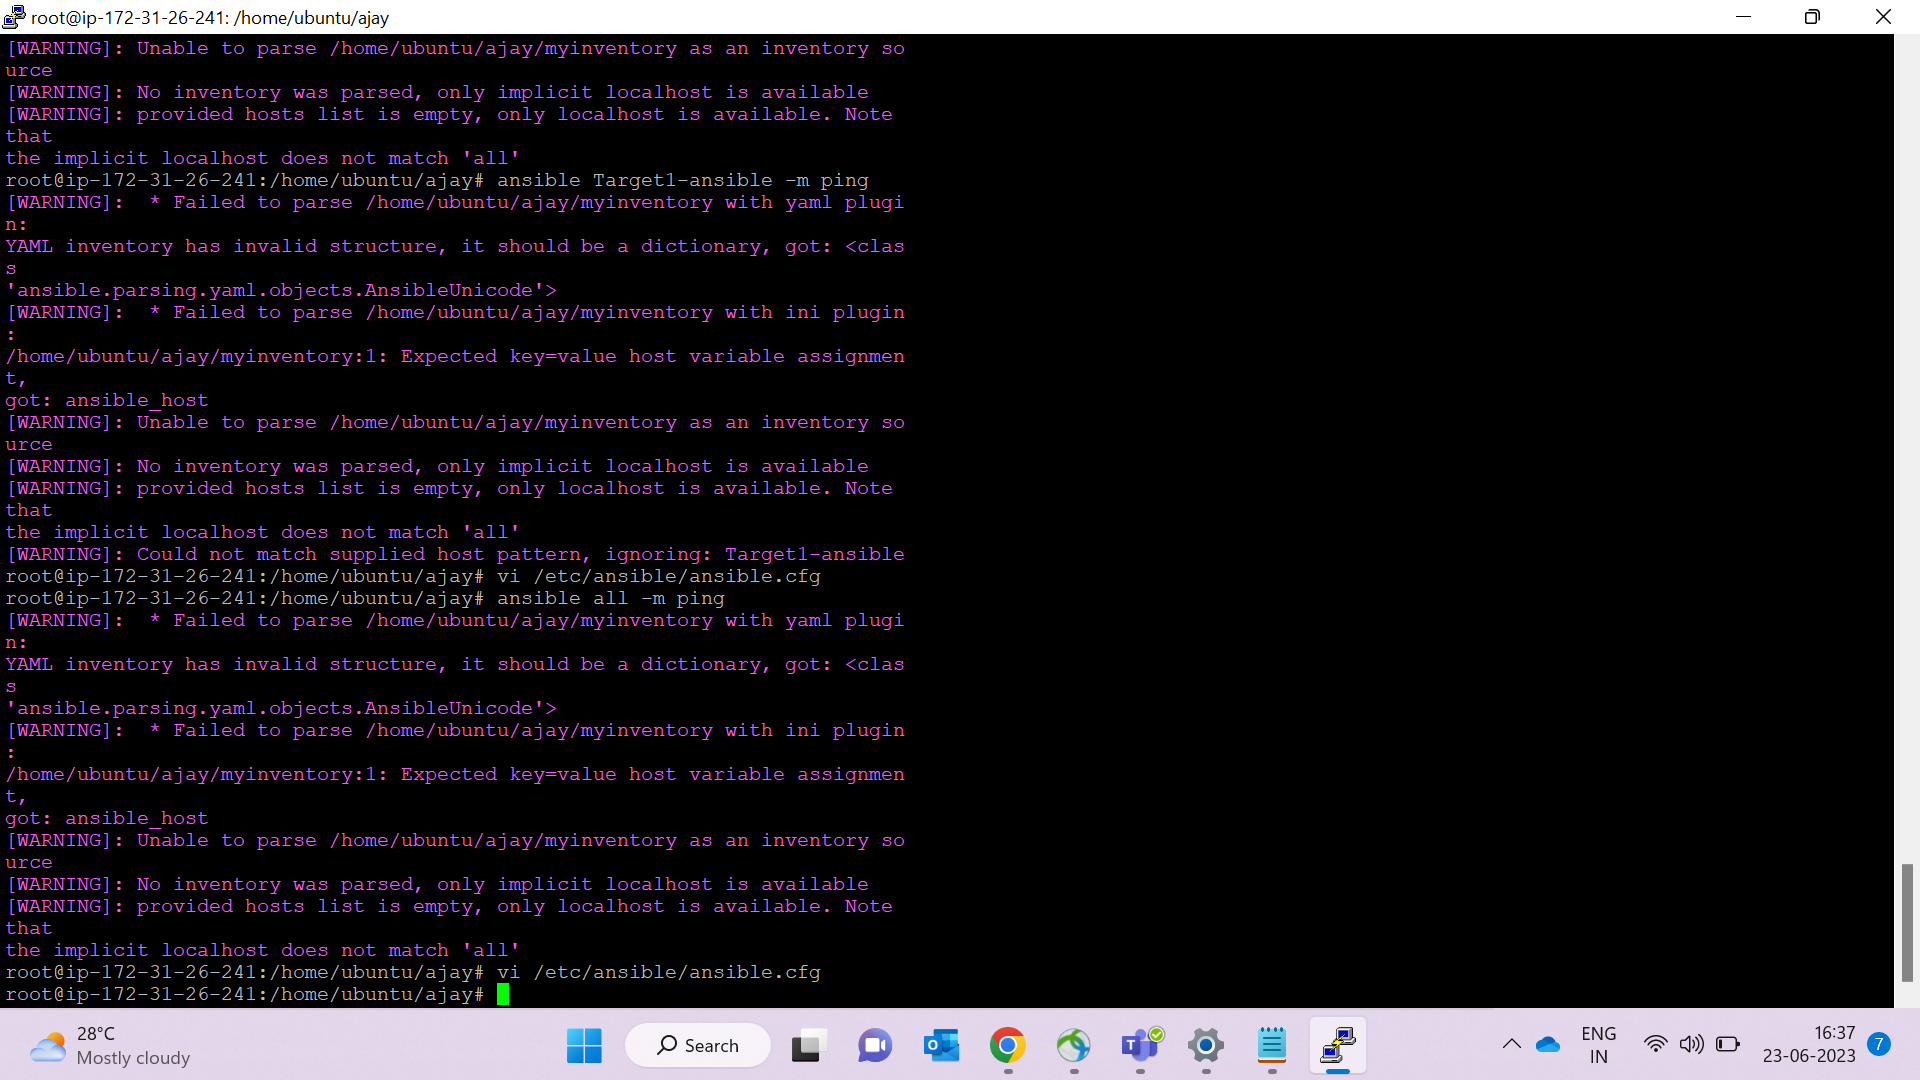 root@ip-172-31-26-241: /home/ubuntu/ajay
[WARNING]: Unable to parse /home/ubuntu/ajay/myinventory as an inventory so
urce
[WARNING]: No inventory was parsed, only implicit localhost is available
[WARNING]: provided hosts list is empty, only localhost is available. Note
that
the implicit localhost does not match 'all'
root@ip-172-31-26-241:/home/ubuntu/ajay# ansible Target1-ansible -m ping
[WARNING]:  * Failed to parse /home/ubuntu/ajay/myinventory with yaml plugi
n:
YAML inventory has invalid structure, it should be a dictionary, got: <clas
s
'ansible.parsing.yaml.objects.AnsibleUnicode'>
[WARNING]:  * Failed to parse /home/ubuntu/ajay/myinventory with ini plugin
:
/home/ubuntu/ajay/myinventory:1: Expected key=value host variable assignmen
t,
got: ansible_host
[WARNING]: Unable to parse /home/ubuntu/ajay/myinventory as an inventory so
urce
[WARNING]: No inventory was parsed, only implicit localhost is available
[WARNING]: provided hosts list is empty, only localhost is available. Note
that
the implicit localhost does not match 'all'
[WARNING]: Could not match supplied host pattern, ignoring: Target1-ansible
root@ip-172-31-26-241:/home/ubuntu/ajay# vi /etc/ansible/ansible.cfg
root@ip-172-31-26-241:/home/ubuntu/ajay# ansible all -m ping
[WARNING]:  * Failed to parse /home/ubuntu/ajay/myinventory with yaml plugi
n:
YAML inventory has invalid structure, it should be a dictionary, got: <clas
s
'ansible.parsing.yaml.objects.AnsibleUnicode'>
[WARNING]:  * Failed to parse /home/ubuntu/ajay/myinventory with ini plugin
:
/home/ubuntu/ajay/myinventory:1: Expected key=value host variable assignmen
t,
got: ansible_host
[WARNING]: Unable to parse /home/ubuntu/ajay/myinventory as an inventory so
urce
[WARNING]: No inventory was parsed, only implicit localhost is available
[WARNING]: provided hosts list is empty, only localhost is available. Note
that
the implicit localhost does not match 'all'
root@ip-172-31-26-241:/home/ubuntu/ajay# vi /etc/ansible/ansible.cfg
root@ip-172-31-26-241:/home/ubuntu/ajay#
28°C
Mostly cloudy
Search
ENG
IN
16:37
23-06-2023
7